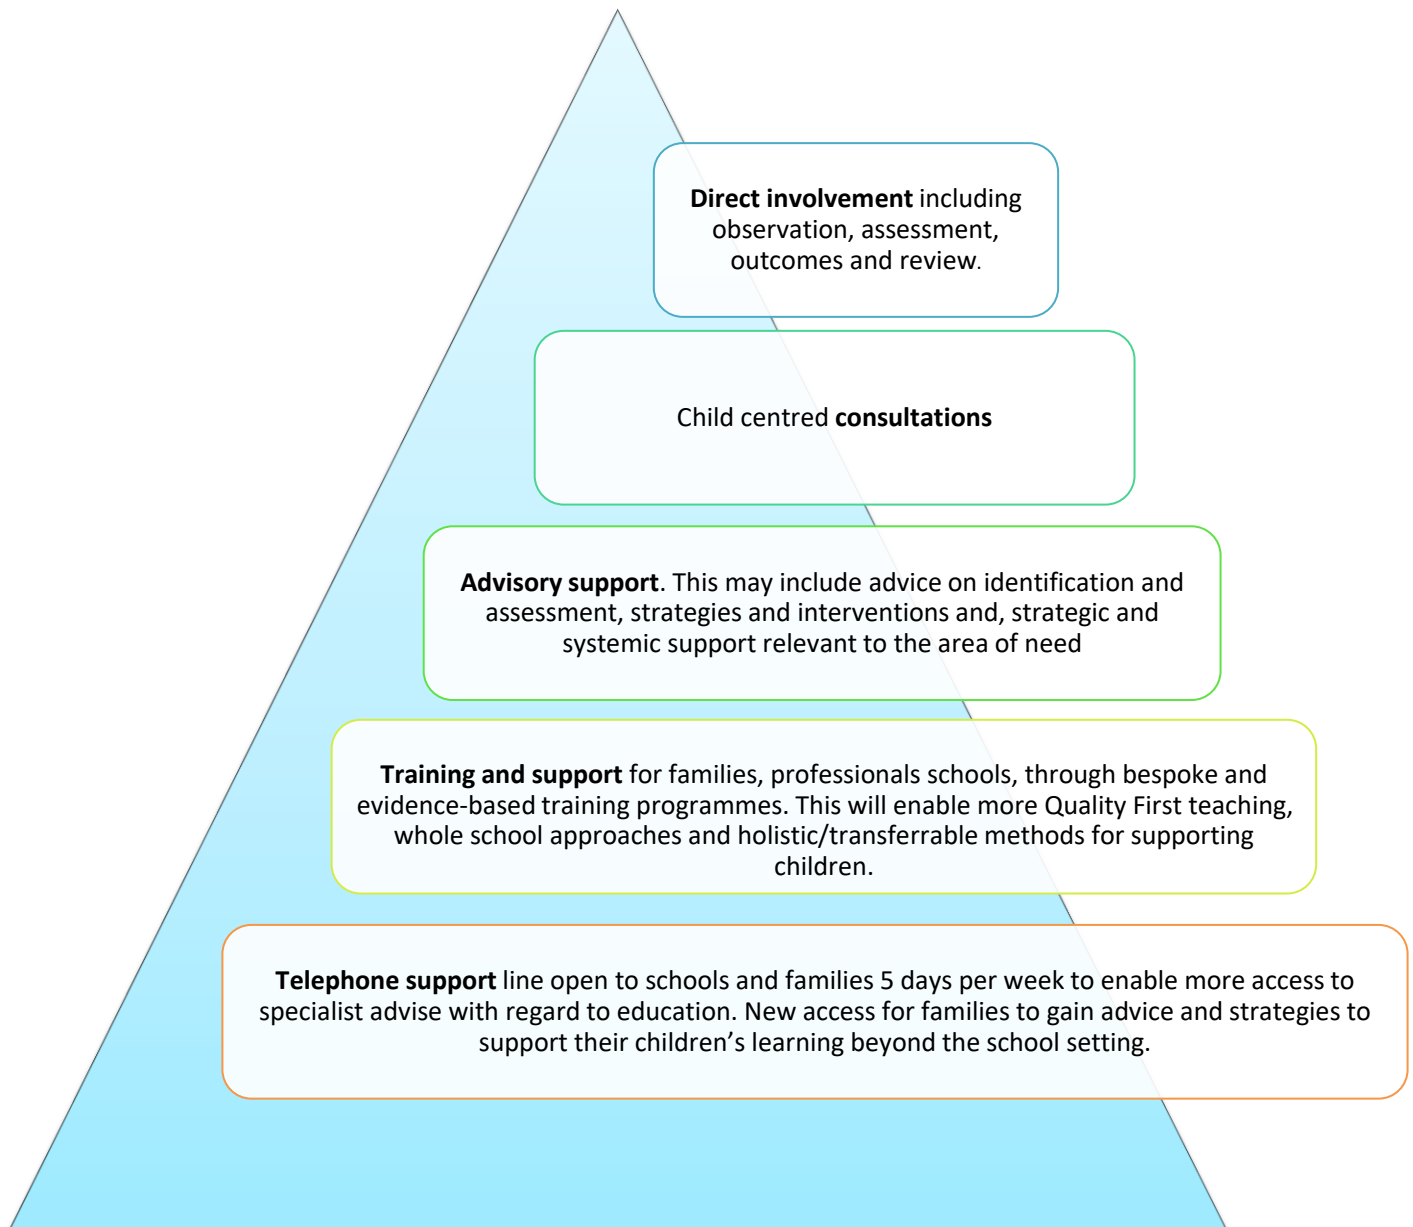 Direct involvement including
observation, assessment,
outcomes and review.
Child centred consultations
Advisory support. This may include advice on identification and
assessment, strategies and interventions and, strategic and
systemic support relevant to the area of need
Training and support for families, professionals schools, through bespoke and
evidence-based training programmes. This will enable more Quality First teaching,
whole school approaches and holistic/transferrable methods for supporting
children.
Telephone support line open to schools and families 5 days per week to enable more access to
specialist advise with regard to education. New access for families to gain advice and strategies to
support their children’s learning beyond the school setting.